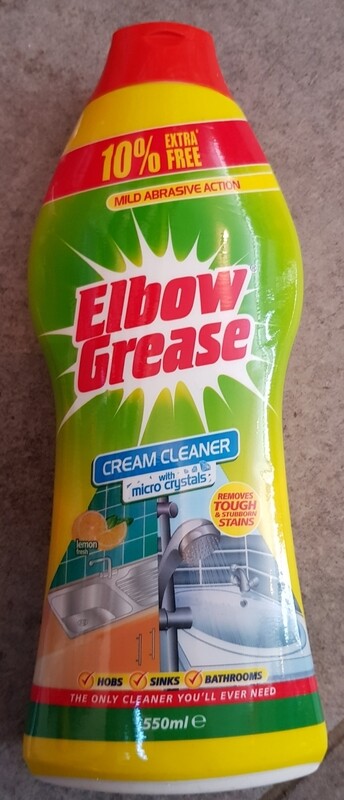 10% EXTRA*
FREE
MILD ABRASIVE ACTION
Elbow
Grease
CREAM CLEANER
with
micro crystals
REMOVES
TOUGH
& STUBBORN
STAINS
lemon
fresh
HOBS SINKS BATHROOMS
THE ONLY CLEANER YOU'LL EVER NEED
550ml ℮